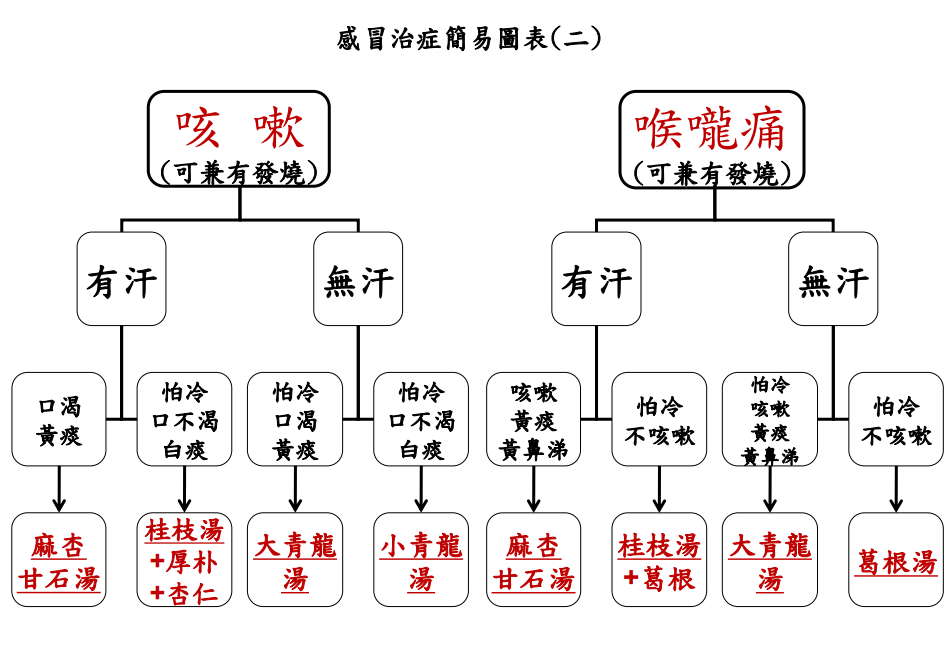 感冒治症簡易圖表(二)
咳 嗽
(可兼有發燒)
喉嚨痛
(可兼有發燒)
有汗
無汗
有汗
無汗
口渴
黃痰
怕冷
口不渴
白痰
怕冷
口渴
黃痰
怕冷
口不渴
白痰
咳嗽
黃痰
黃鼻涕
怕冷
不咳嗽
怕冷
咳嗽
黃痰
黃鼻涕
怕冷
不咳嗽
麻杏
甘石湯
桂枝湯
+厚朴
+杏仁
大青龍
湯
小青龍
湯
麻杏
甘石湯
桂枝湯
+葛根
大青龍
湯
葛根湯